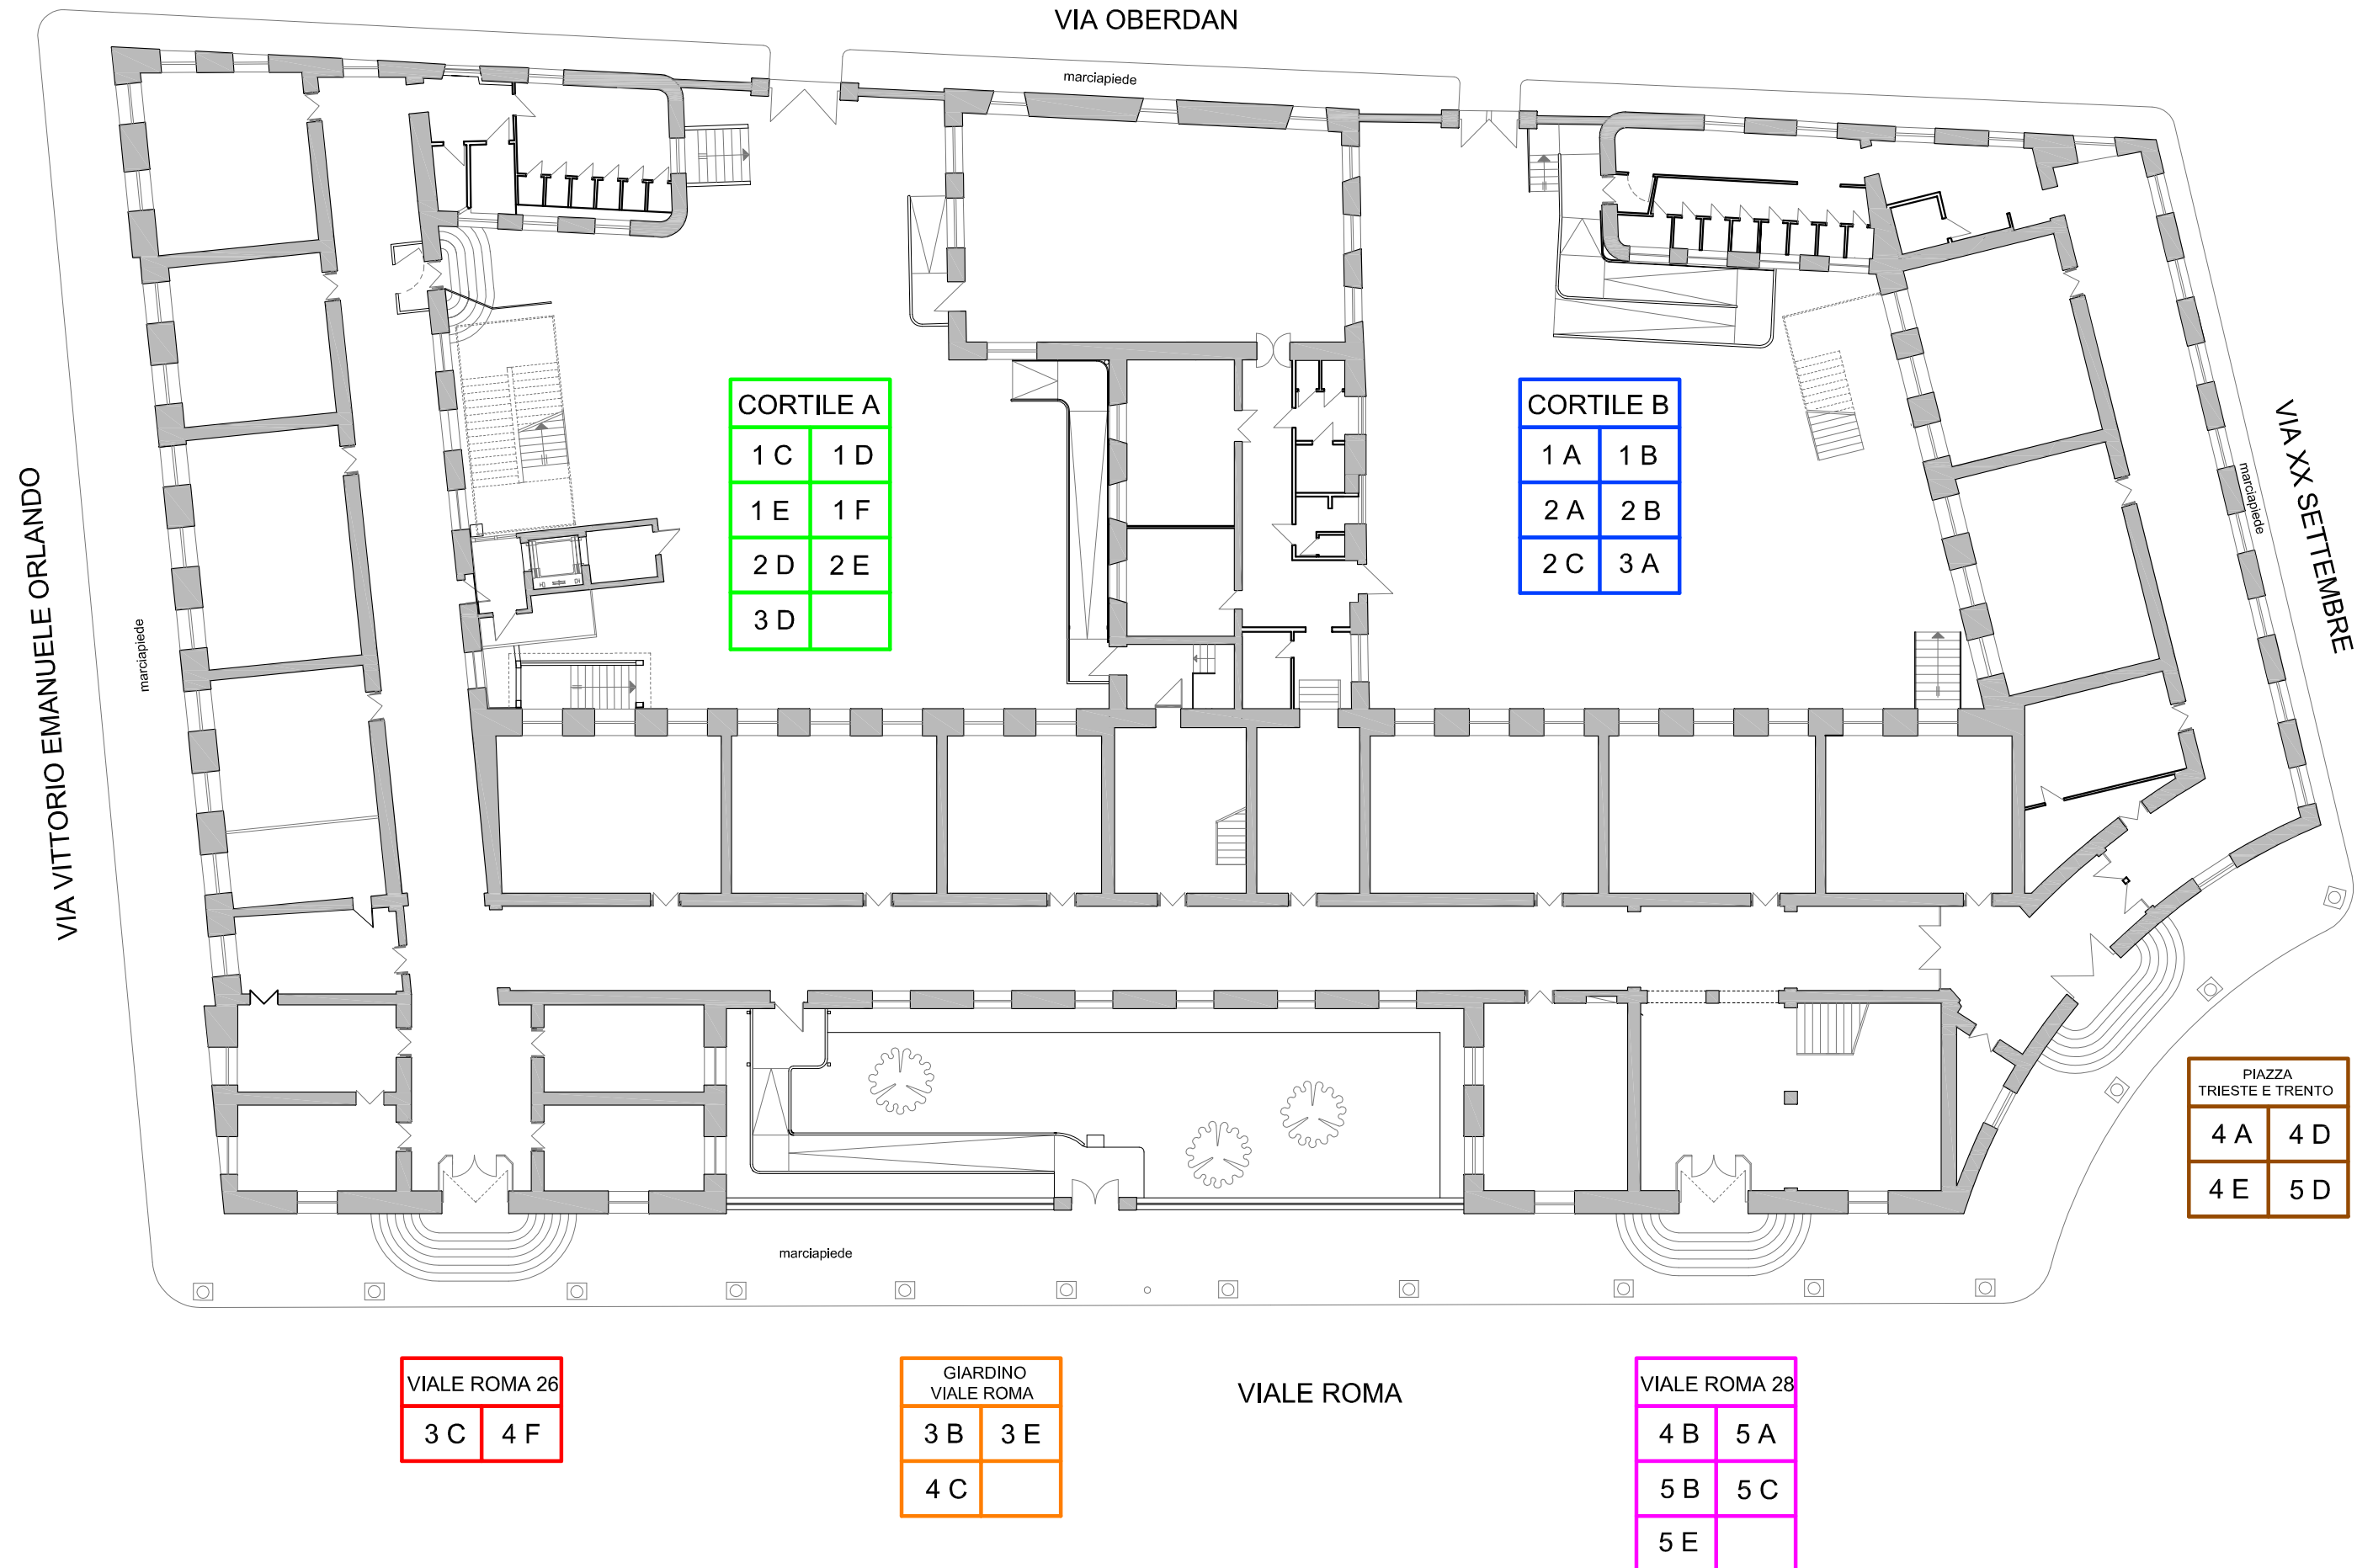 VIA OBERDAN
marciapiede
CORTILE A
1 C 1 D
1 E 1 F
2 D 2 E
3 D
CORTILE B
1 A 1 B
2 A 2 B
2 C 3 A
VIA XX SETTEMBRE
marciapiede
VIA VITTORIO EMANUELE ORLANDO
marciapiede
PIAZZA
TRIESTE E TRENTO
4 A 4 D
4 E 5 D
marciapiede
VIALE ROMA 26
3 C 4 F
GIARDINO
VIALE ROMA
3 B 3 E
4 C
VIALE ROMA
VIALE ROMA 28
4 B 5 A
5 B 5 C
5 E